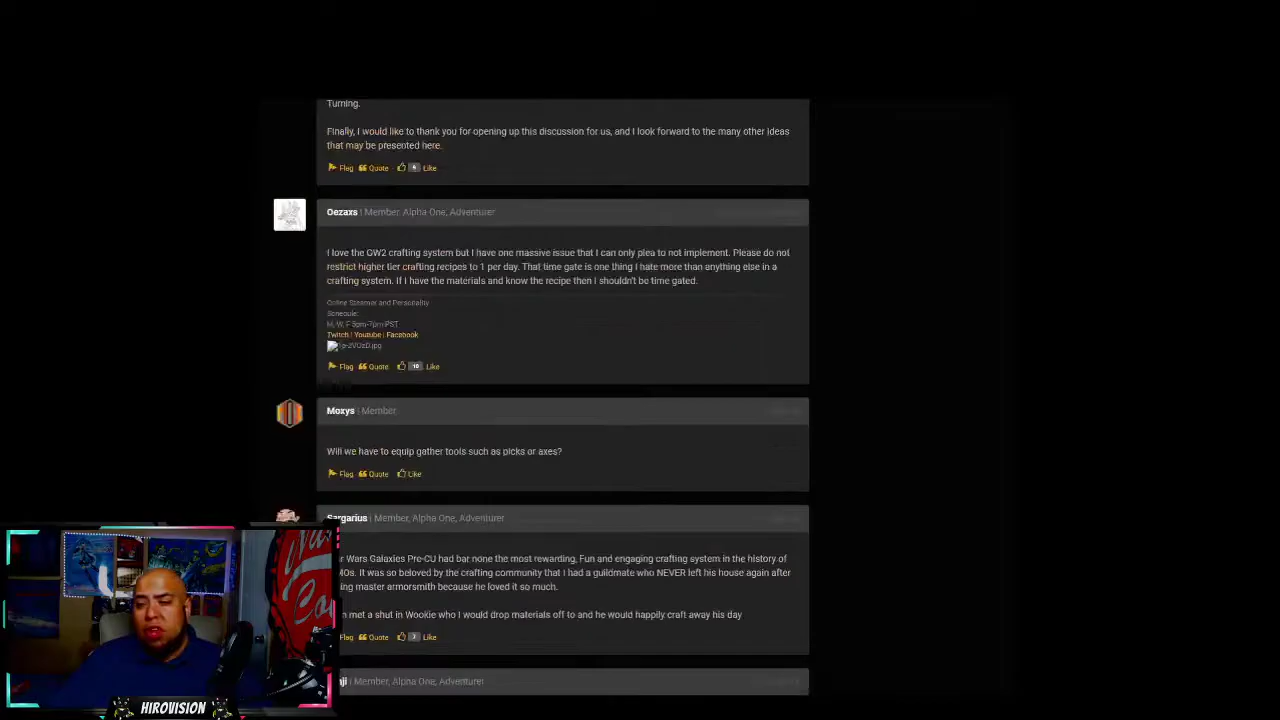 Turning.
Finally, I would like to thank you for opening up this discussion for us, and I look forward to the many other ideas
that may be presented here.
Flag Quote 6 Like
Oezaxs | Member, Alpha One, Adventurer
I love the GW2 crafting system but I have one massive issue that I can only plea to not implement. Please do not
restrict higher tier crafting recipes to 1 per day. That time gate is one thing I hate more than anything else in a
crafting system. If I have the materials and know the recipe then I shouldn't be time gated.
Online Steamer and Personality
Schedule:
M, W, F 5pm-7pm PST
Twitch | Youtube | Facebook
Flag Quote 10 Like
Moxys | Member
Will we have to equip gather tools such as picks or axes?
Flag Quote Like
Sargarius | Member, Alpha One, Adventurer
r Wars Galaxies Pre-CU had bar none the most rewarding, Fun and engaging crafting system in the history of
MOs. It was so beloved by the crafting community that I had a guildmate who NEVER left his house again after
ing master armorsmith because he loved it so much.
n met a shut in Wookie who I would drop materials off to and he would happily craft away his day
Flag Quote 7 Like
nji | Member, Alpha One, Adventurer
Nuka
Co
HIROVISION